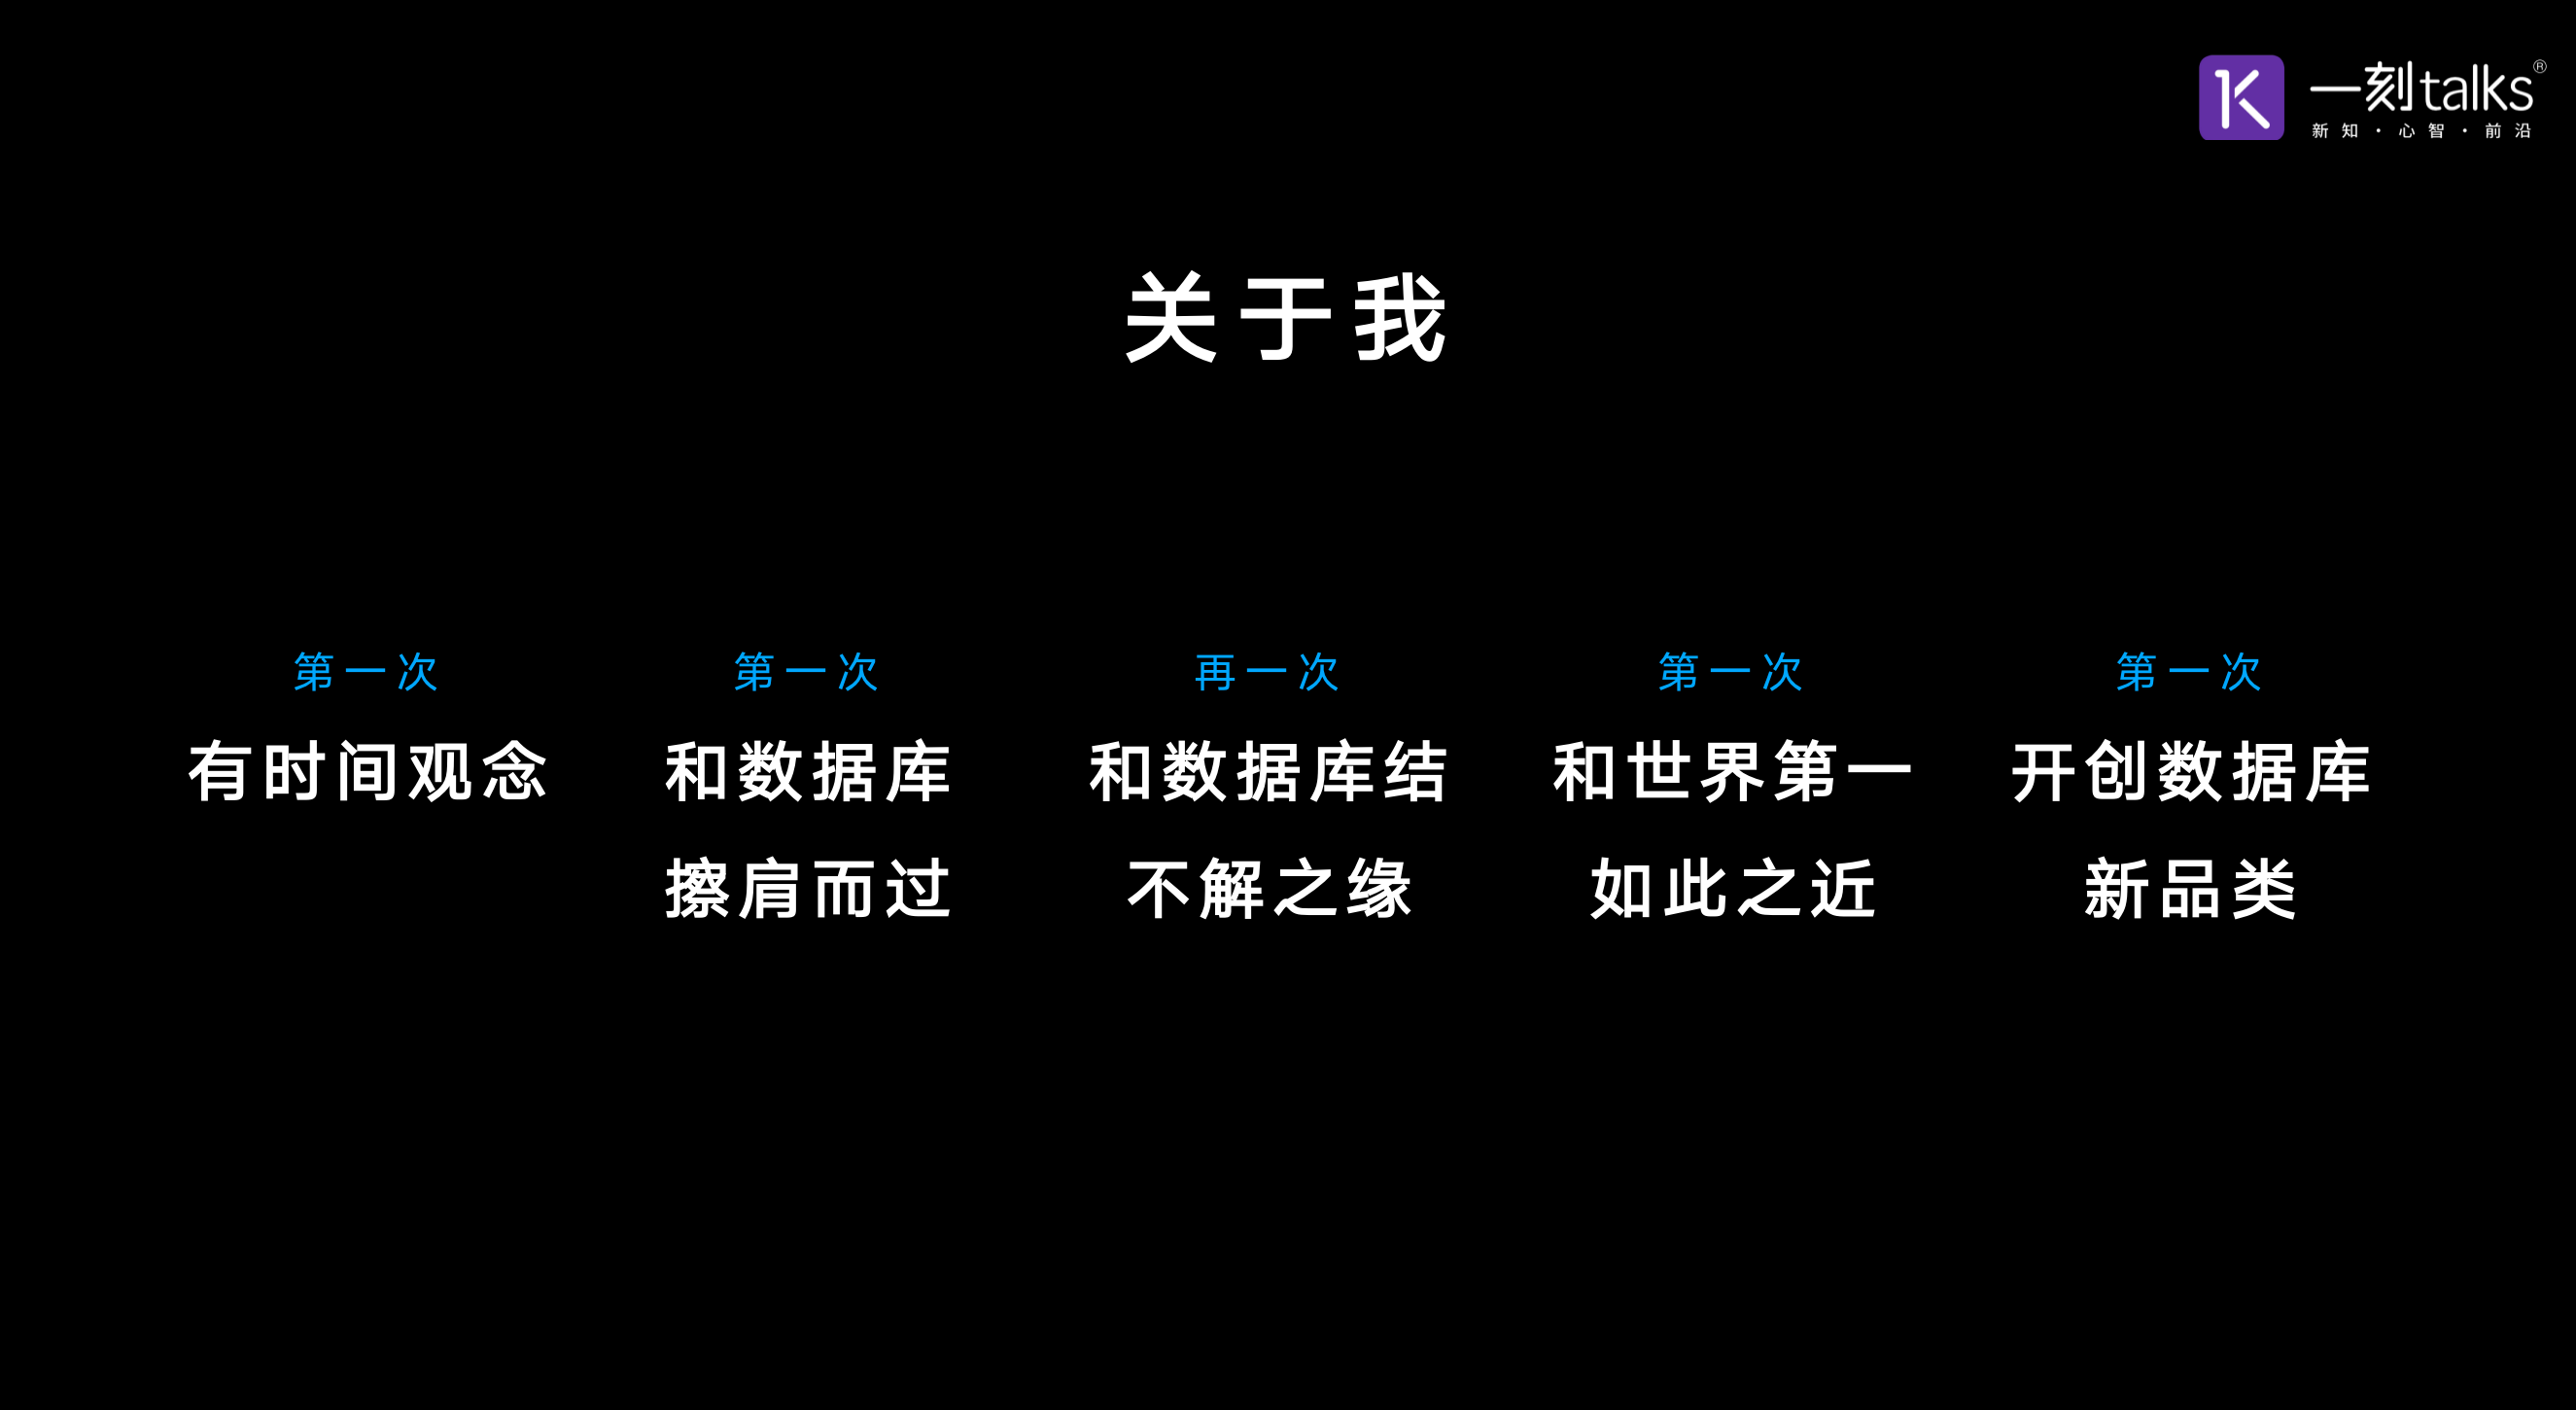 一刻talks®
新知·心智·前沿
关于我
第一次
有时间观念
第一次
和数据库
擦肩而过
再一次
和数据库结
不解之缘
第一次
和世界第一
如此之近
第一次
开创数据库
新品类